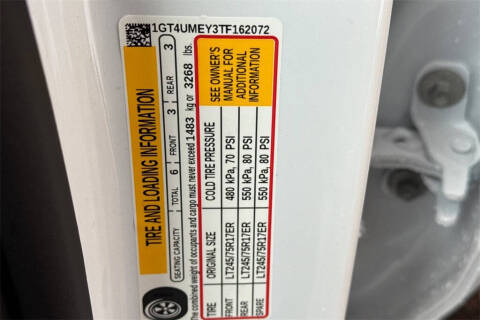 1GT4UMEY3TF162072
TIRE AND LOADING INFORMATION
SEATING CAPACITY TOTAL 6 FRONT 3 REAR 3
The combined weight of occupants and cargo must never exceed 1483 kg or 3268 lbs.
TIRE ORIGINAL SIZE COLD TIRE PRESSURE
FRONT LT245/75R17ER 480 kPa, 70 PSI
REAR LT245/75R17ER 550 kPa, 80 PSI
SPARE LT245/75R17ER 550 kPa, 80 PSI
SEE OWNER'S
MANUAL FOR
ADDITIONAL
INFORMATION